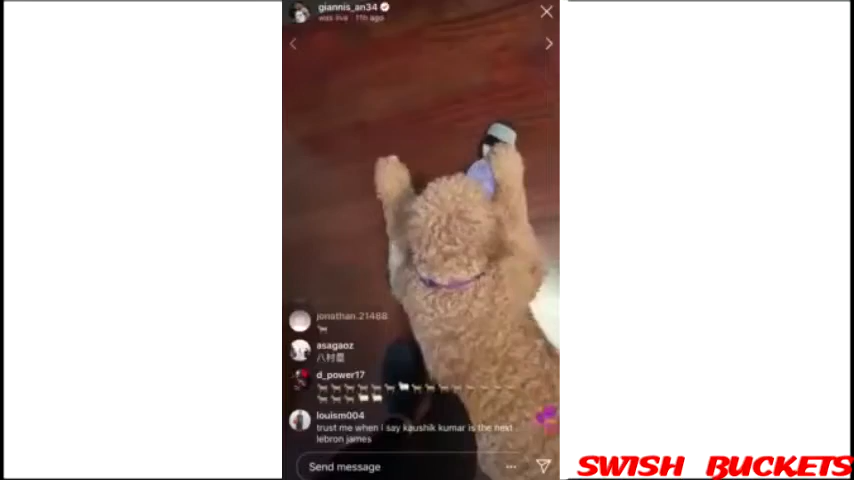 giannis_an34
was live · 11h ago
jonathan.21488
asagaoz
八村塁
d_power17
louism004
trust me when i say kaushik kumar is the next
lebron james
Send message
SWISH BUCKETS